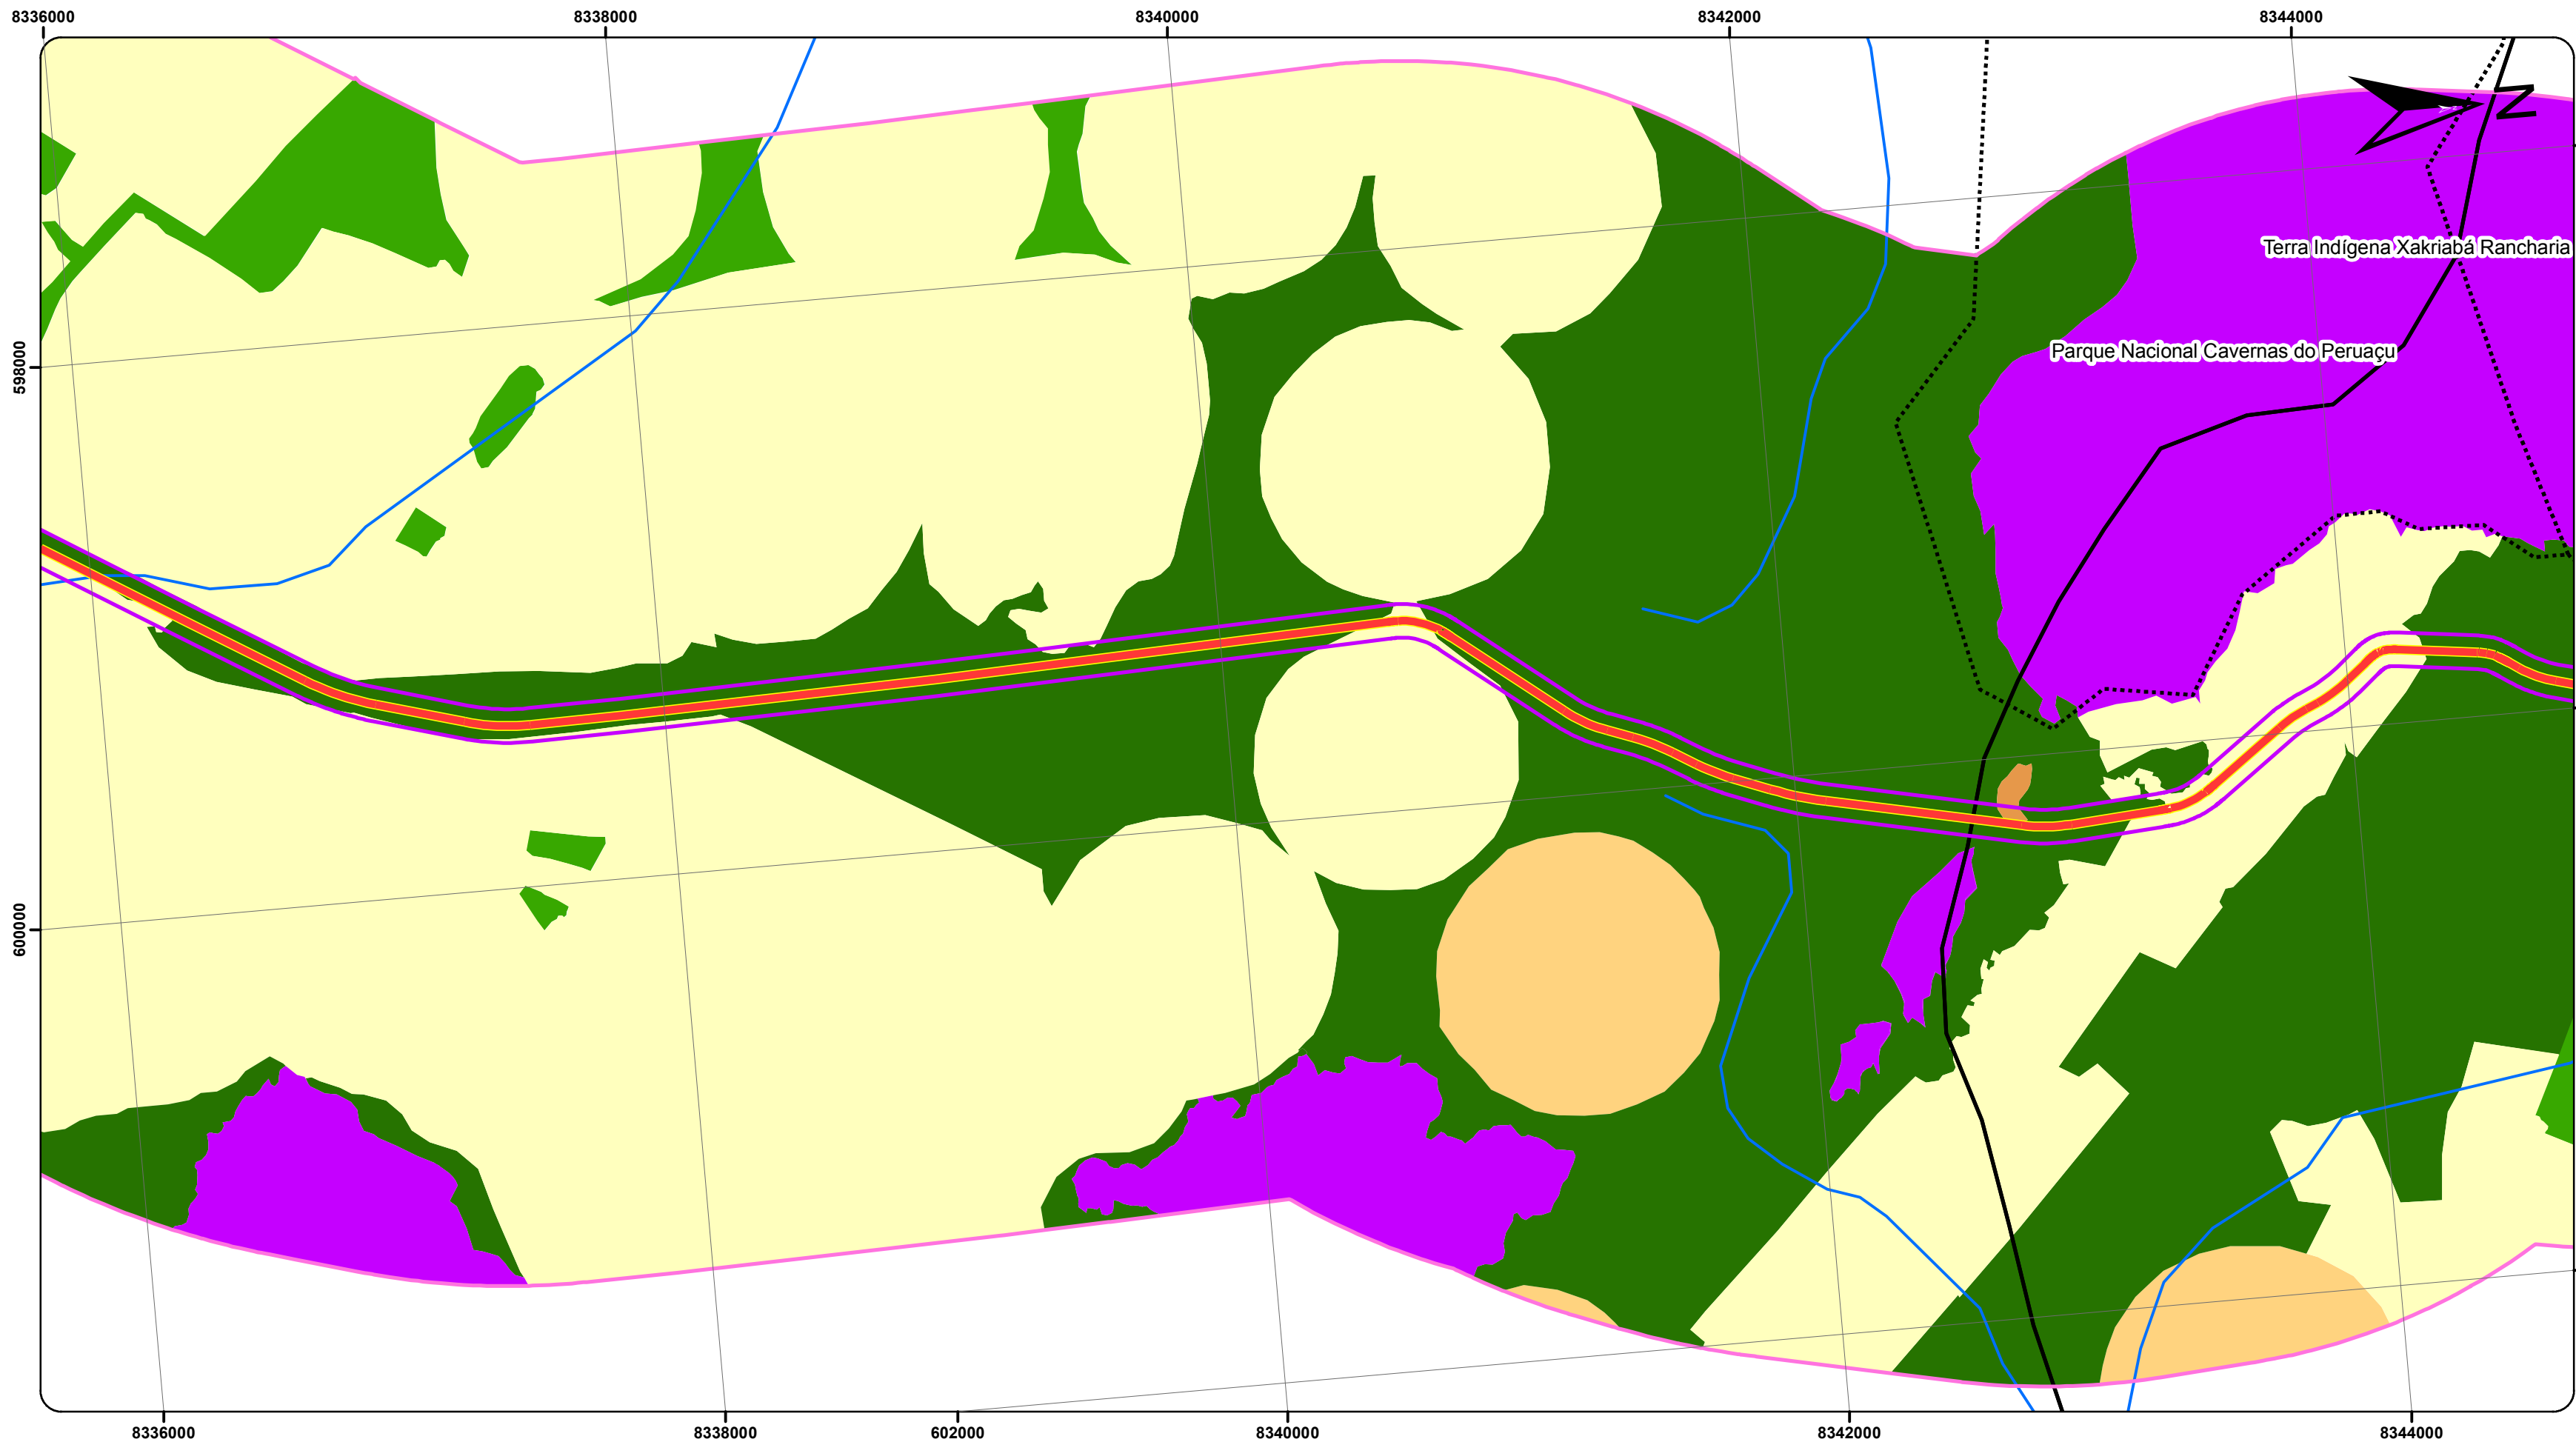 8336000 8338000 8340000 8342000 8344000
N
Terra Indígena Xakriabá Rancharia
Parque Nacional Cavernas do Peruaçu
598000
600000
8336000 8338000 602000 8340000 8342000 8344000